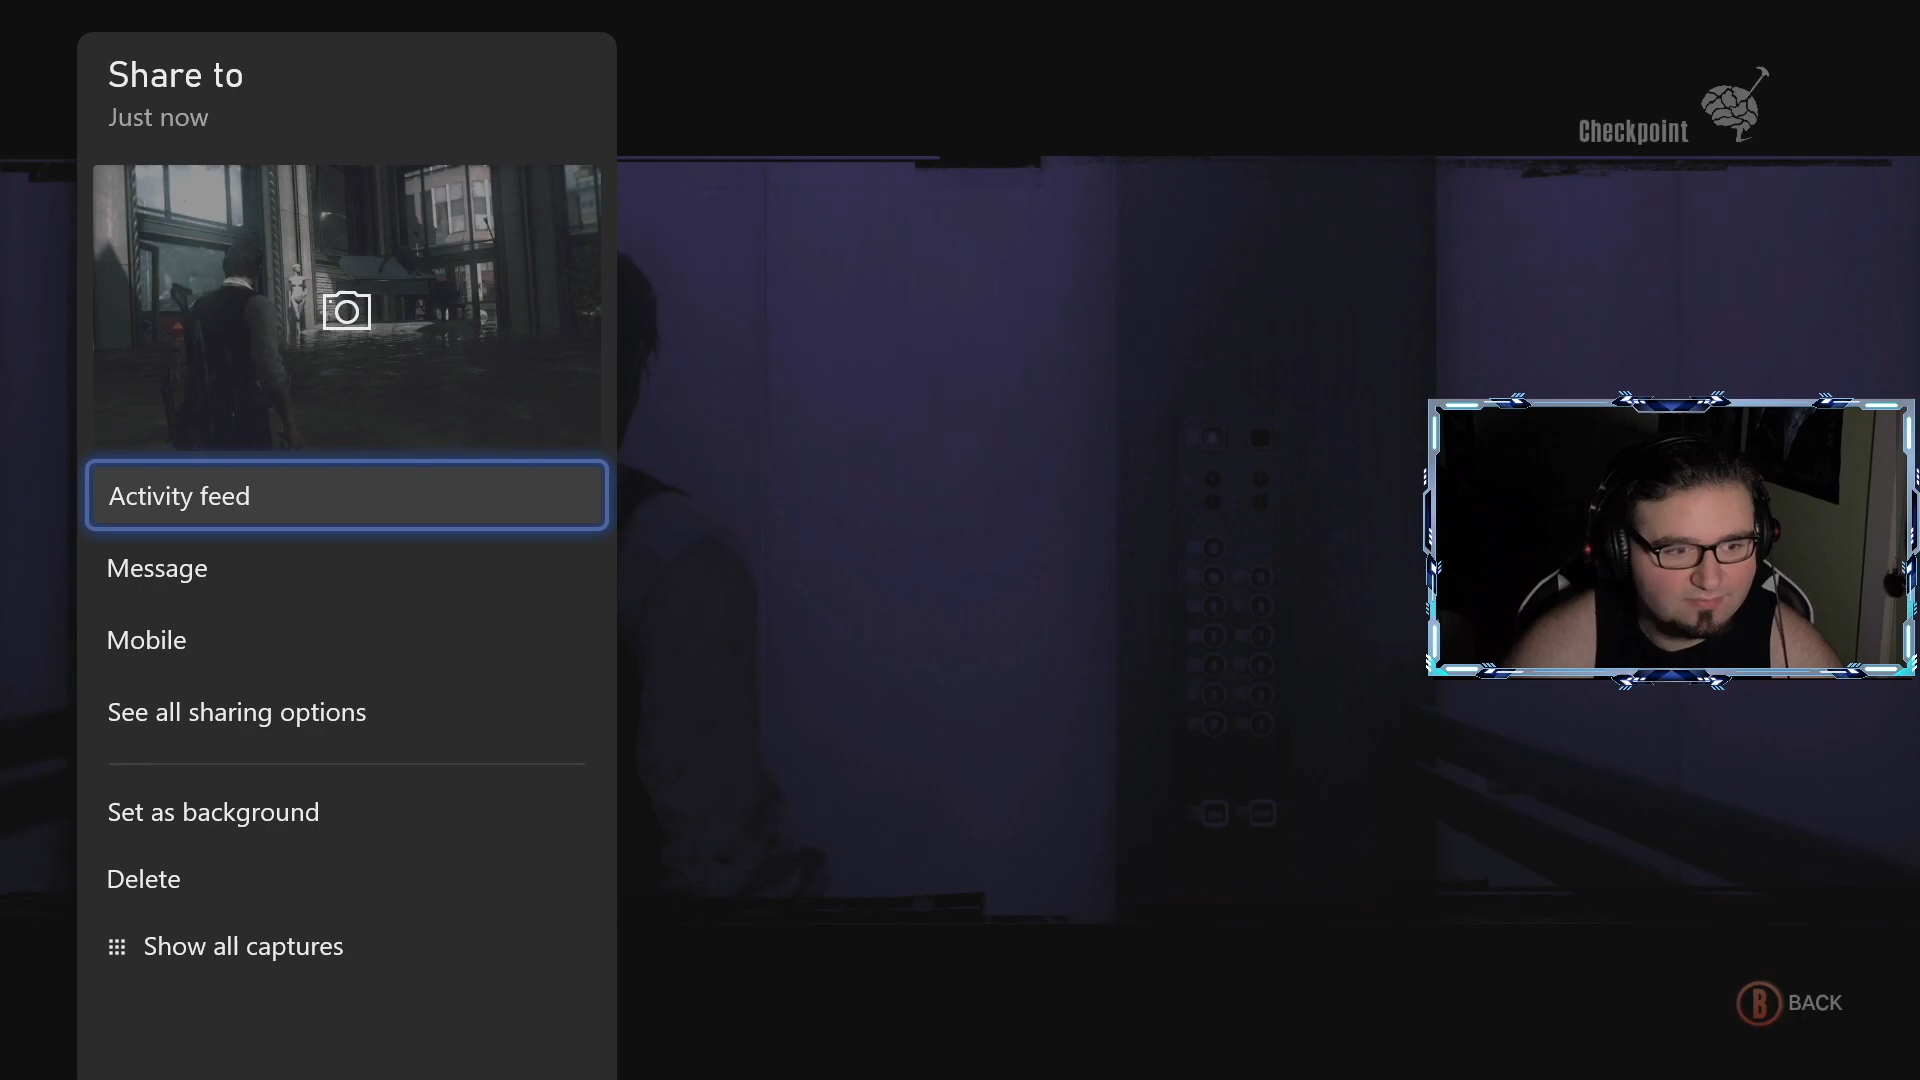 Share to
Just now
Checkpoint
Activity feed
Message
Mobile
See all sharing options
Set as background
Delete
Show all captures
B BACK